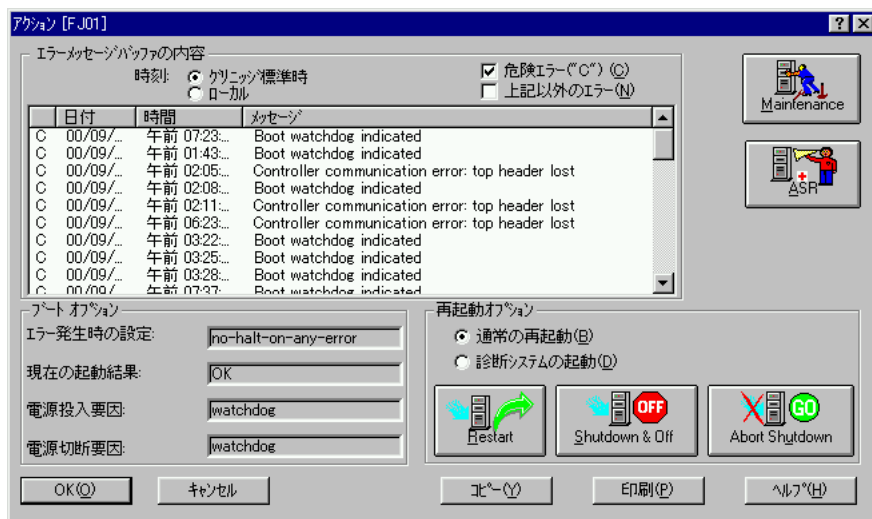 アクション [FJ01]
エラーメッセージバッファの内容
時刻: グリニッジ標準時
ローカル
危険エラー("C") (C)
上記以外のエラー(N)
日付 時間 メッセージ
C 00/09/... 午前 07:23:... Boot watchdog indicated
C 00/09/... 午前 01:43:... Boot watchdog indicated
C 00/09/... 午前 02:05:... Controller communication error: top header lost
C 00/09/... 午前 02:08:... Boot watchdog indicated
C 00/09/... 午前 02:11:... Controller communication error: top header lost
C 00/09/... 午前 06:23:... Controller communication error: top header lost
C 00/09/... 午前 03:22:... Boot watchdog indicated
C 00/09/... 午前 03:25:... Boot watchdog indicated
C 00/09/... 午前 03:28:... Boot watchdog indicated
C 00/09/... 午前 07:37:... Boot watchdog indicated
Maintenance
ASR
ブート オプション
エラー発生時の設定: no-halt-on-any-error
現在の起動結果: OK
電源投入要因: watchdog
電源切断要因: watchdog
再起動オプション
通常の再起動(B)
診断システムの起動(D)
Restart
OFF
Shutdown & Off
GO
Abort Shutdown
OK(O)
キャンセル
コピー(Y)
印刷(P)
ヘルプ(H)